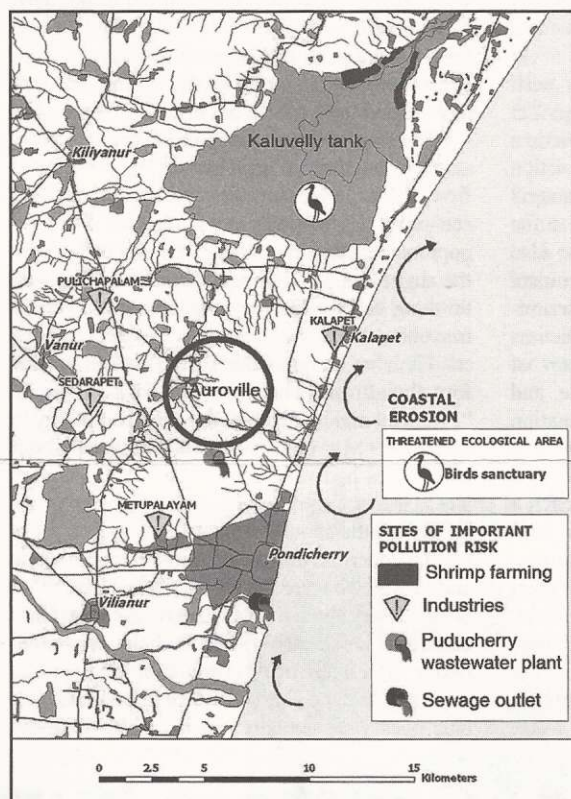 Kaluvelly tank
Kiliyanur
PULICHAPALAM
KALAPET
Kalapet
Vanur
SEDARAPET
Auroville
COASTAL
EROSION
THREATENED ECOLOGICAL AREA
Birds sanctuary
METUPALAYAM
SITES OF IMPORTANT
POLLUTION RISK
Pondicherry
Shrimp farming
Industries
Vilianur
Puducherry
wastewater plant
Sewage outlet
0 2.5 5 10 15
Kilometers